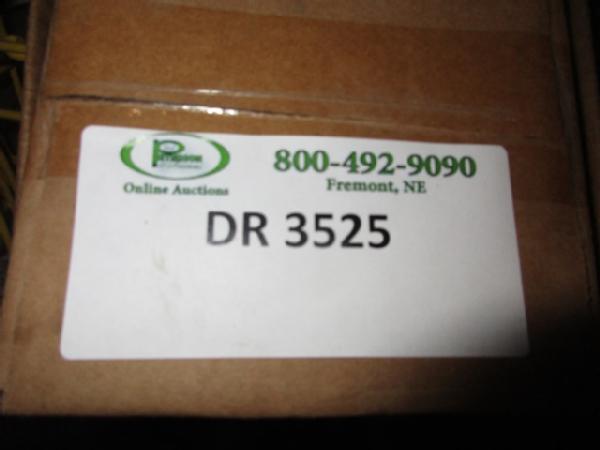 800-492-9090
Online Auctions
Fremont, NE
DR 3525